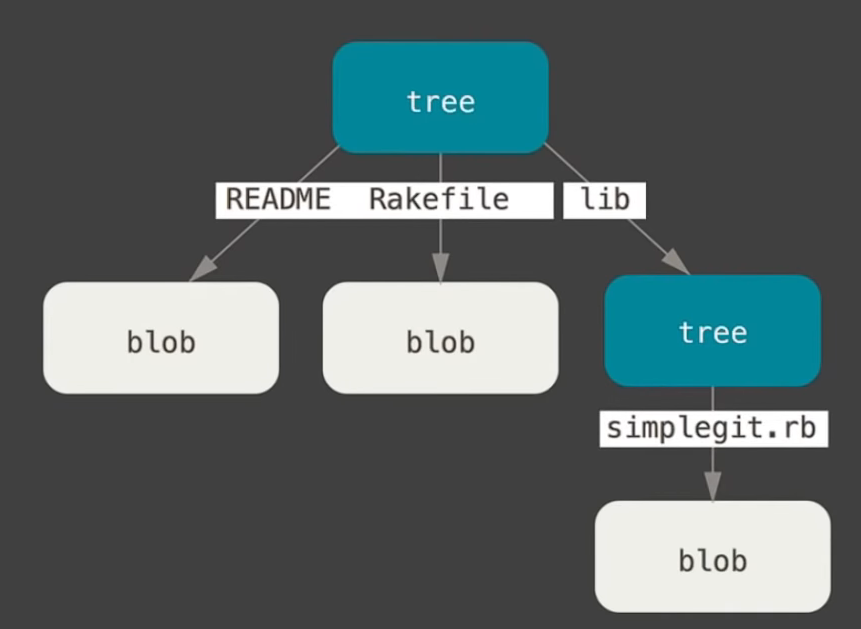 tree
README Rakefile lib
blob blob tree
simplegit.rb
blob